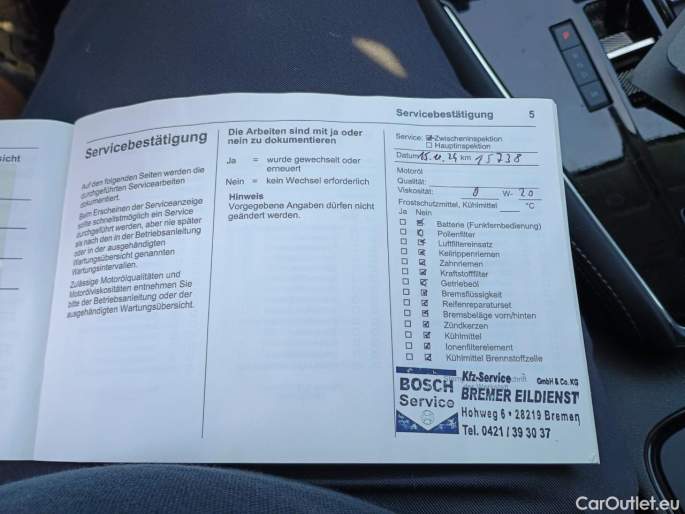 sicht
Servicebestätigung
Auf den folgenden Seiten werden die
durchgeführten Servicearbeiten
dokumentiert.
Beim Erscheinen der Serviceanzeige
sollte schnellstmöglich ein Service
durchgeführt werden, aber nie später
als nach den in der Betriebsanleitung
oder in der ausgehändigten
Wartungsübersicht genannten
Wartungsintervallen.
Zulässige Motorölqualitäten und
Motorölviskositäten entnehmen Sie
bitte der Betriebsanleitung oder der
ausgehändigten Wartungsübersicht.
Die Arbeiten sind mit ja oder
nein zu dokumentieren
Ja = wurde gewechselt oder
erneuert
Nein = kein Wechsel erforderlich
Hinweis
Vorgegebene Angaben dürfen nicht
geändert werden.
Servicebestätigung 5
Service: ☑ Zwischeninspektion
☐ Hauptinspektion
Datum 15. 24 km 15738
Motoröl
Qualität:
Viskosität: 0 W- 20
Frostschutzmittel, Kühlmittel °C
Ja Nein
☐ ☑ Batterie (Funkfernbedienung)
☐ ☑ Pollenfilter
☐ ☑ Luftfiltereinsatz
☐ ☑ Keilrippenriemen
☐ ☑ Zahnriemen
☐ ☑ Kraftstofffilter
☐ ☑ Getriebeöl
☐ ☑ Bremsflüssigkeit
☐ ☑ Reifenreparaturset
☐ ☑ Bremsbeläge vorn/hinten
☐ ☑ Zündkerzen
☐ ☑ Kühlmittel
☐ ☑ Ionenfilterelement
☐ ☑ Kühlmittel Brennstoffzelle
BOSCH
Service
Kfz-Service GmbH & Co. KG
BREMER EILDIENST
Hohweg 6 • 28219 Bremen
Tel. 0421 / 39 30 37
P
CarOutlet.eu